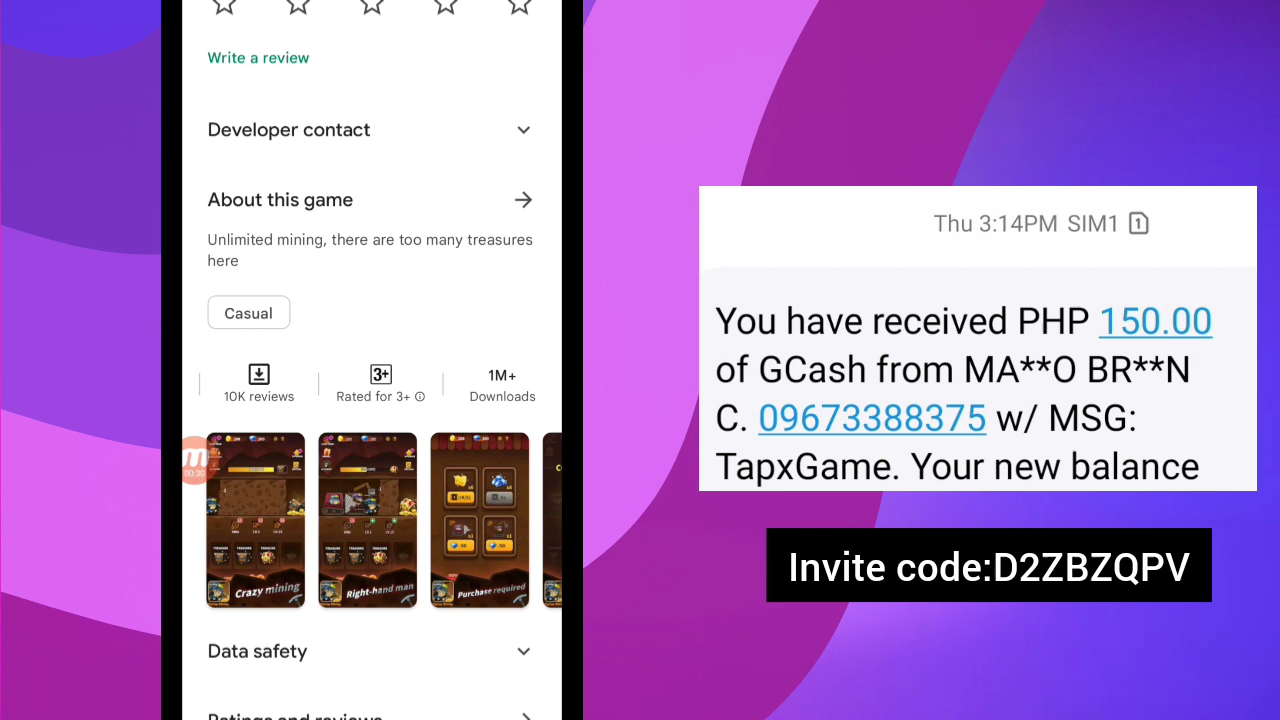 Write a review
Developer contact
About this game
Unlimited mining, there are too many treasures
here
Casual
10K reviews
Rated for 3+
1M+
Downloads
00:30
Crazy mining
Right-hand man
Purchase required
Data safety
Ratings and reviews
Thu 3:14PM SIM1 1
You have received PHP 150.00
of GCash from MA**O BR**N
C. 09673388375 w/ MSG:
TapxGame. Your new balance
Invite code:D2ZBZQPV